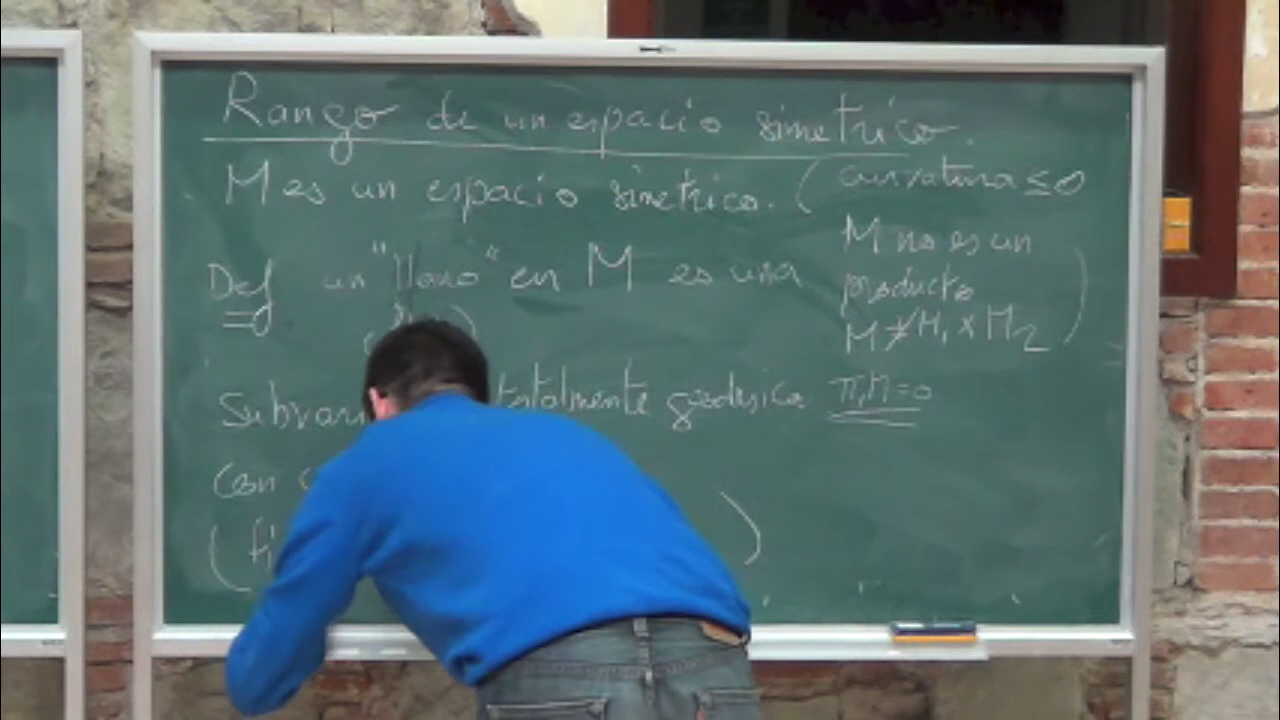 Rango de un espacio simetrico.
M es un espacio simetrico. (curvatura ≤ 0
M no es un
producto
M ≠ M₁ × M₂)
Def un "llano" en M es una
totalmente geodesica π₁M = 0
con
(
)